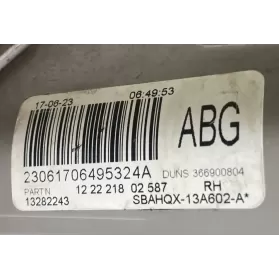 17-06-23 06:49:53
ABG
23061706495324A DUNS 366900804
PART'N 12 22 218 02 587 RH
13282243 SBAHQX-13A602-A*